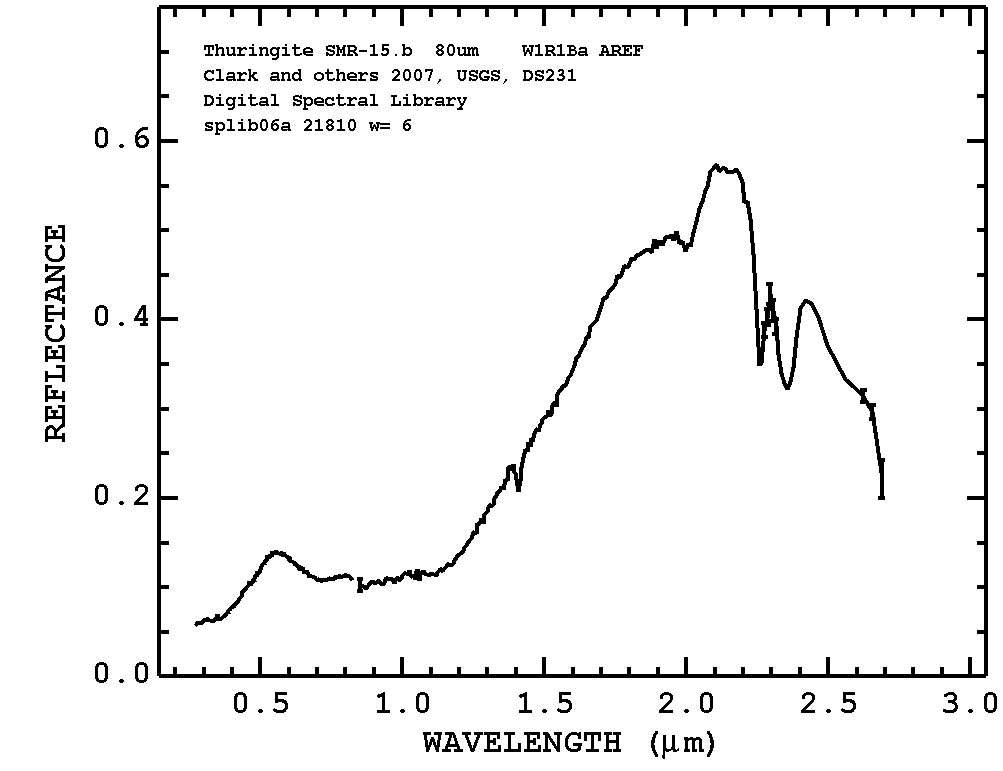 Thuringite SMR-15.b 80um W1R1Ba AREF
Clark and others 2007, USGS, DS231
Digital Spectral Library
splib06a 21810 w= 6
0.6
0.4
0.2
0.0
REFLECTANCE
0.5 1.0 1.5 2.0 2.5 3.0
WAVELENGTH (μm)